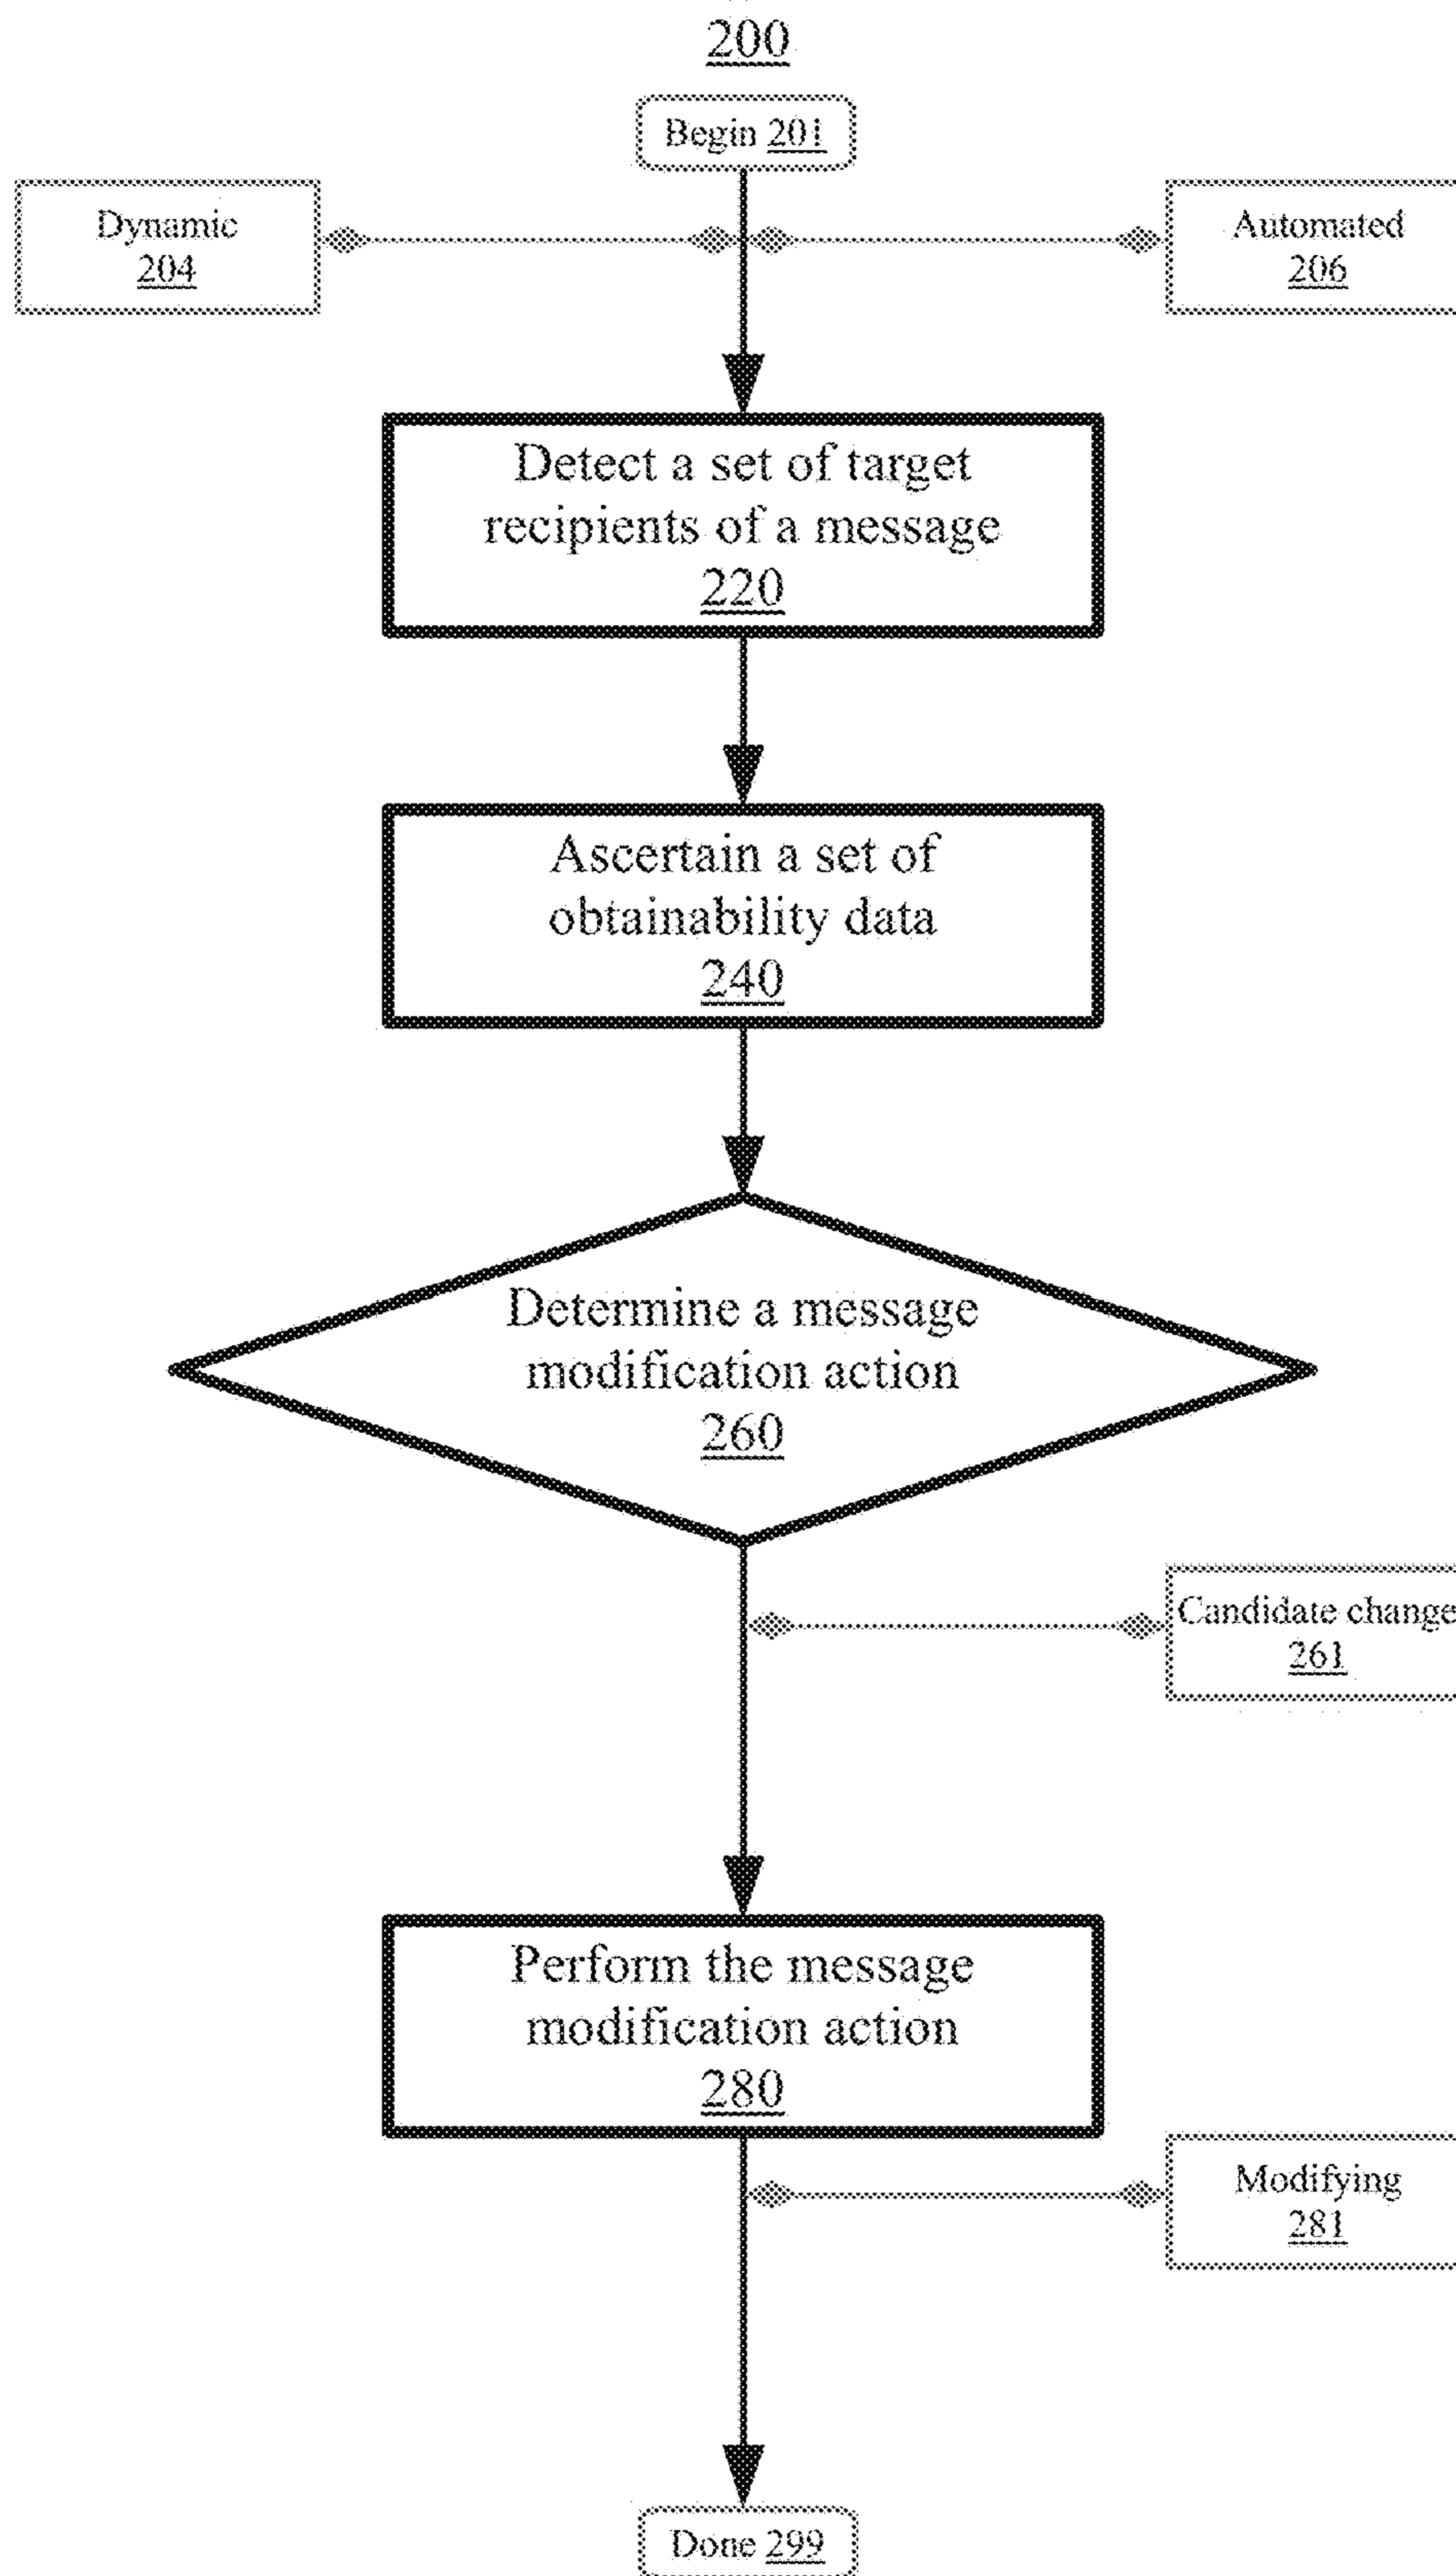 200
Begin 201
Dynamic
204
Automated
206
Detect a set of target
recipients of a message
220
Ascertain a set of
obtainability data
240
Determine a message
modification action
260
Candidate change
261
Perform the message
modification action
280
Modifying
281
Done 299